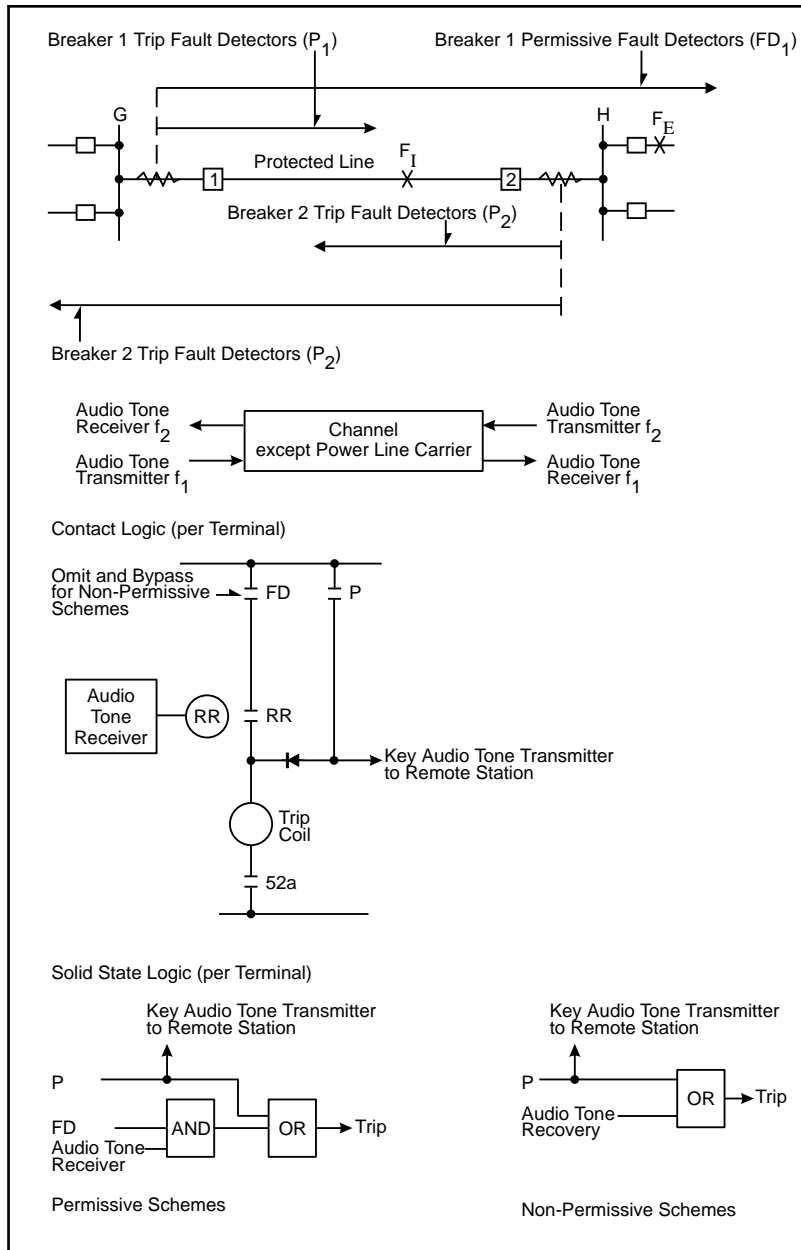 Breaker 1 Trip Fault Detectors (P1)
Breaker 1 Permissive Fault Detectors (FD1)
G
H
FE
Protected Line
FI
1
2
Breaker 2 Trip Fault Detectors (P2)
Breaker 2 Trip Fault Detectors (P2)
Audio Tone
Receiver f2
Audio Tone
Transmitter f1
Channel
except Power Line Carrier
Audio Tone
Transmitter f2
Audio Tone
Receiver f1
Contact Logic (per Terminal)
Omit and Bypass
for Non-Permissive
Schemes
FD
P
Audio
Tone
Receiver
RR
RR
Key Audio Tone Transmitter
to Remote Station
Trip
Coil
52a
Solid State Logic (per Terminal)
Key Audio Tone Transmitter
to Remote Station
P
FD
Audio Tone
Receiver
AND
OR
Trip
Permissive Schemes
Key Audio Tone Transmitter
to Remote Station
P
Audio Tone
Recovery
OR
Trip
Non-Permissive Schemes